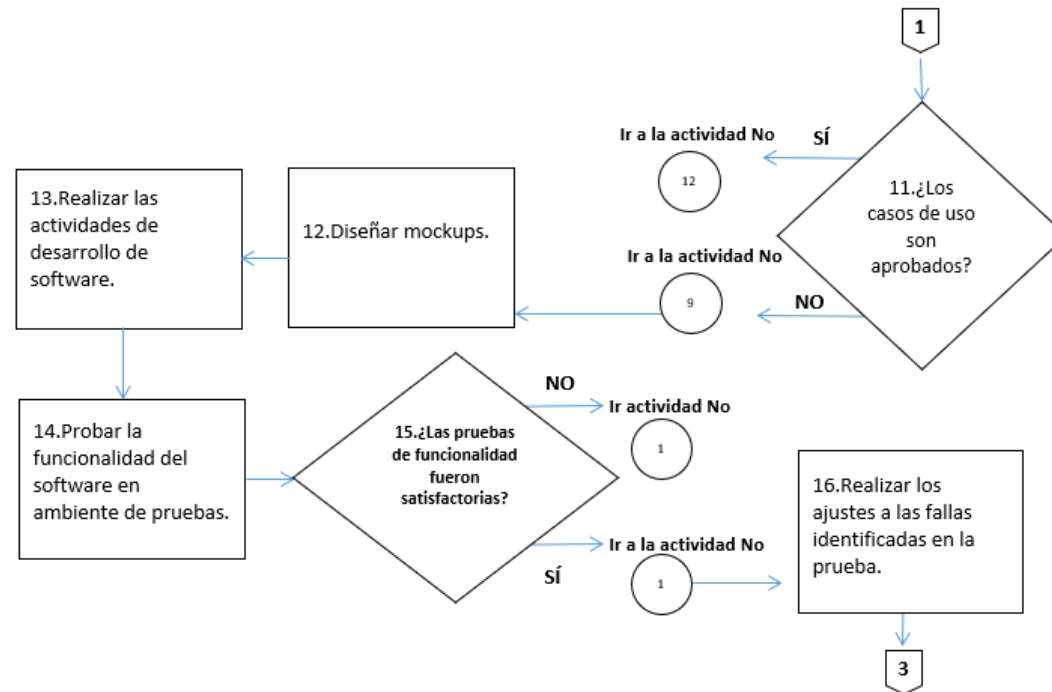 1
11.¿Los
casos de uso
son
aprobados?
SÍ
Ir a la actividad No
12
NO
Ir a la actividad No
9
12.Diseñar mockups.
13.Realizar las
actividades de
desarrollo de
software.
14.Probar la
funcionalidad del
software en
ambiente de pruebas.
15.¿Las pruebas
de funcionalidad
fueron
satisfactorias?
NO
Ir actividad No
1
SÍ
Ir a la actividad No
1
16.Realizar los
ajustes a las fallas
identificadas en la
prueba.
3